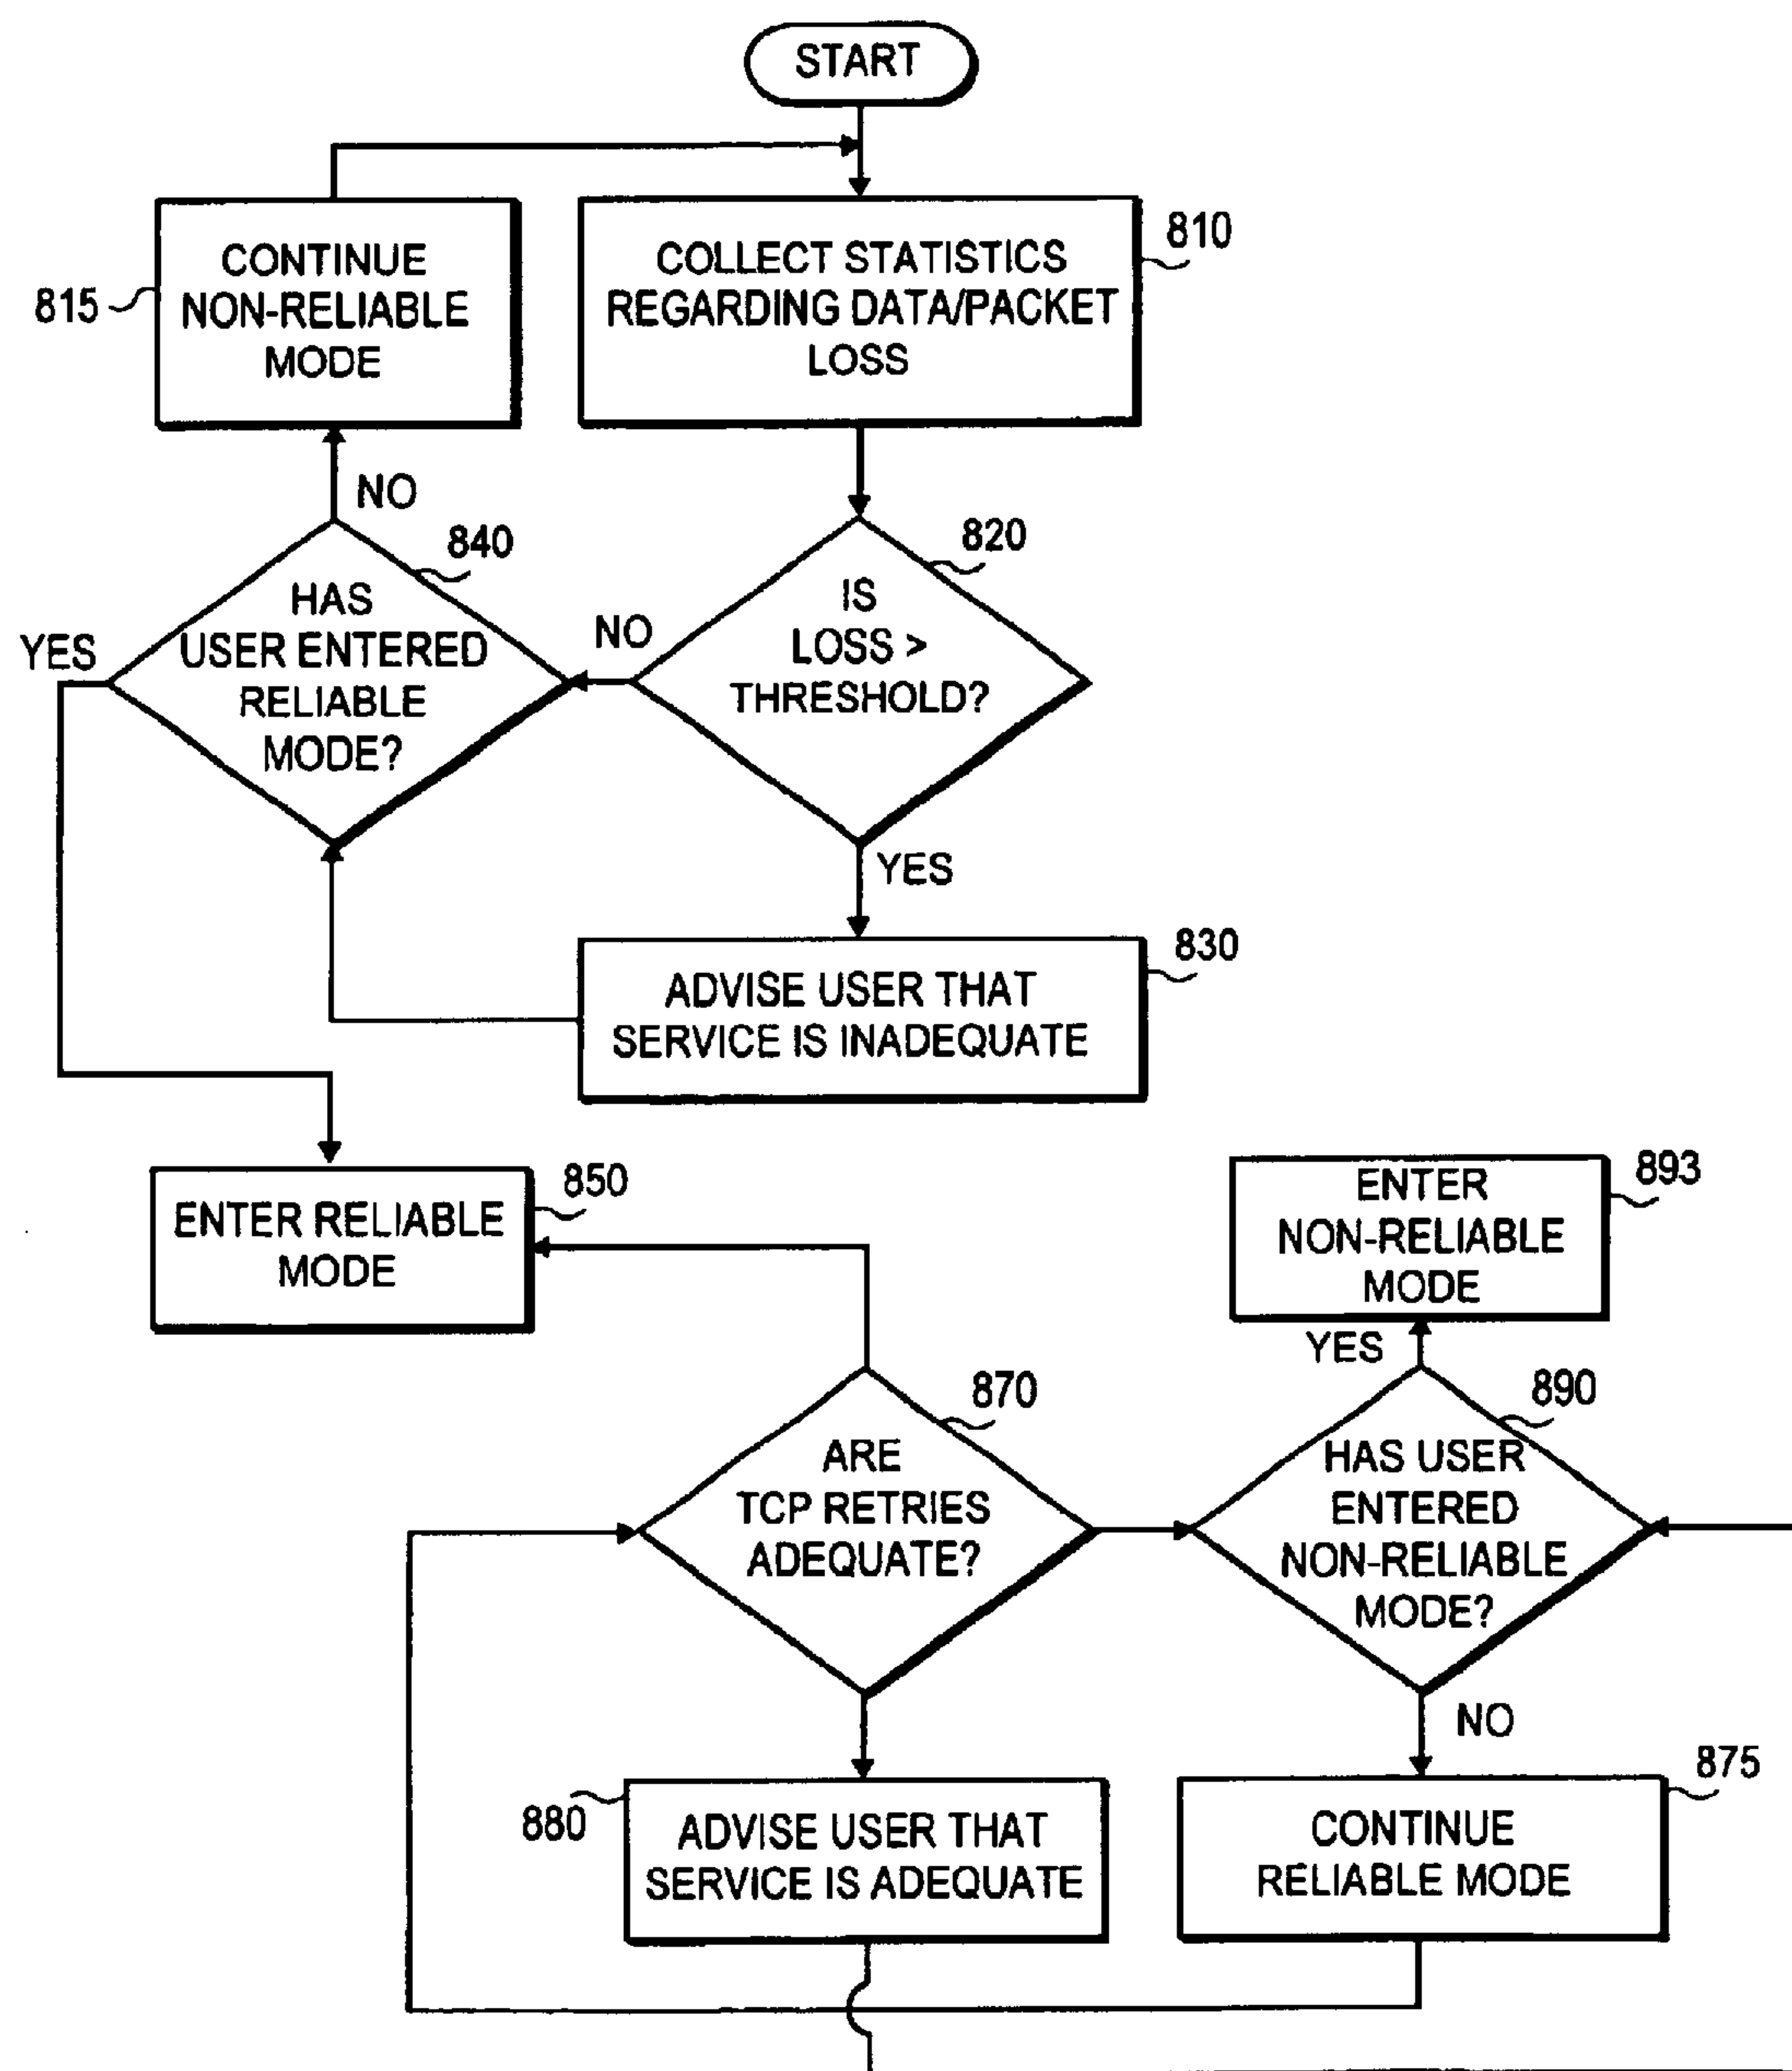 START
CONTINUE
NON-RELIABLE
MODE
815
COLLECT STATISTICS
REGARDING DATA/PACKET
LOSS
810
NO
840
HAS
USER ENTERED
RELIABLE
MODE?
YES
NO
820
IS
LOSS >
THRESHOLD?
YES
830
ADVISE USER THAT
SERVICE IS INADEQUATE
850
ENTER RELIABLE
MODE
893
ENTER
NON-RELIABLE
MODE
YES
870
ARE
TCP RETRIES
ADEQUATE?
890
HAS USER
ENTERED
NON-RELIABLE
MODE?
NO
880
ADVISE USER THAT
SERVICE IS ADEQUATE
875
CONTINUE
RELIABLE MODE